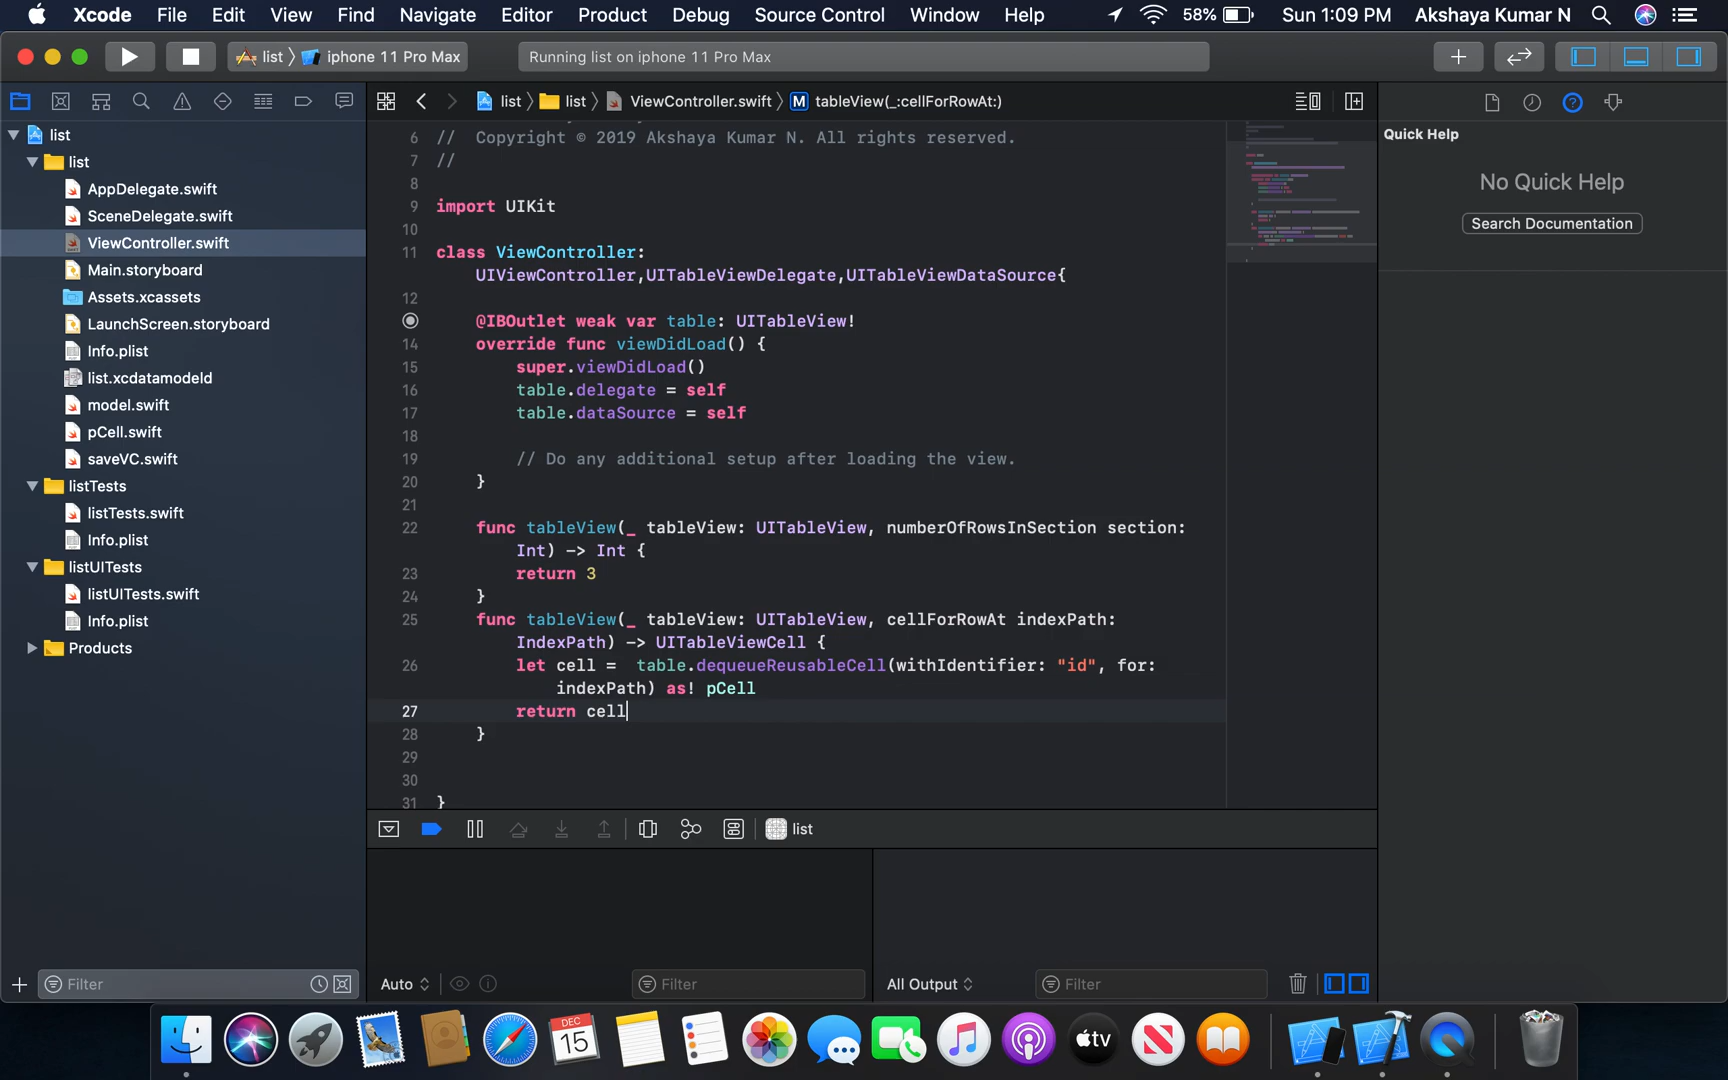 Xcode File Edit View Find Navigate Editor Product Debug Source Control Window Help 58% Sun 1:09 PM Akshaya Kumar N
list iphone 11 Pro Max Running list on iphone 11 Pro Max
list list ViewController.swift M tableView(_:cellForRowAt:)
list
list
AppDelegate.swift
SceneDelegate.swift
ViewController.swift
Main.storyboard
Assets.xcassets
LaunchScreen.storyboard
Info.plist
list.xcdatamodeld
model.swift
pCell.swift
saveVC.swift
listTests
listTests.swift
Info.plist
listUITests
listUITests.swift
Info.plist
Products
Filter
6 // Copyright © 2019 Akshaya Kumar N. All rights reserved.
7 //
8
9 import UIKit
10
11 class ViewController:
UIViewController,UITableViewDelegate,UITableViewDataSource{
12
@IBOutlet weak var table: UITableView!
14 override func viewDidLoad() {
15 super.viewDidLoad()
16 table.delegate = self
17 table.dataSource = self
18
19 // Do any additional setup after loading the view.
20 }
21
22 func tableView(_ tableView: UITableView, numberOfRowsInSection section:
Int) -> Int {
23 return 3
24 }
25 func tableView(_ tableView: UITableView, cellForRowAt indexPath:
IndexPath) -> UITableViewCell {
26 let cell =  table.dequeueReusableCell(withIdentifier: "id", for:
indexPath) as! pCell
27 return cell
28 }
29
30
31 }
list
Auto Filter All Output Filter
Quick Help
No Quick Help
Search Documentation
DEC
15
tv